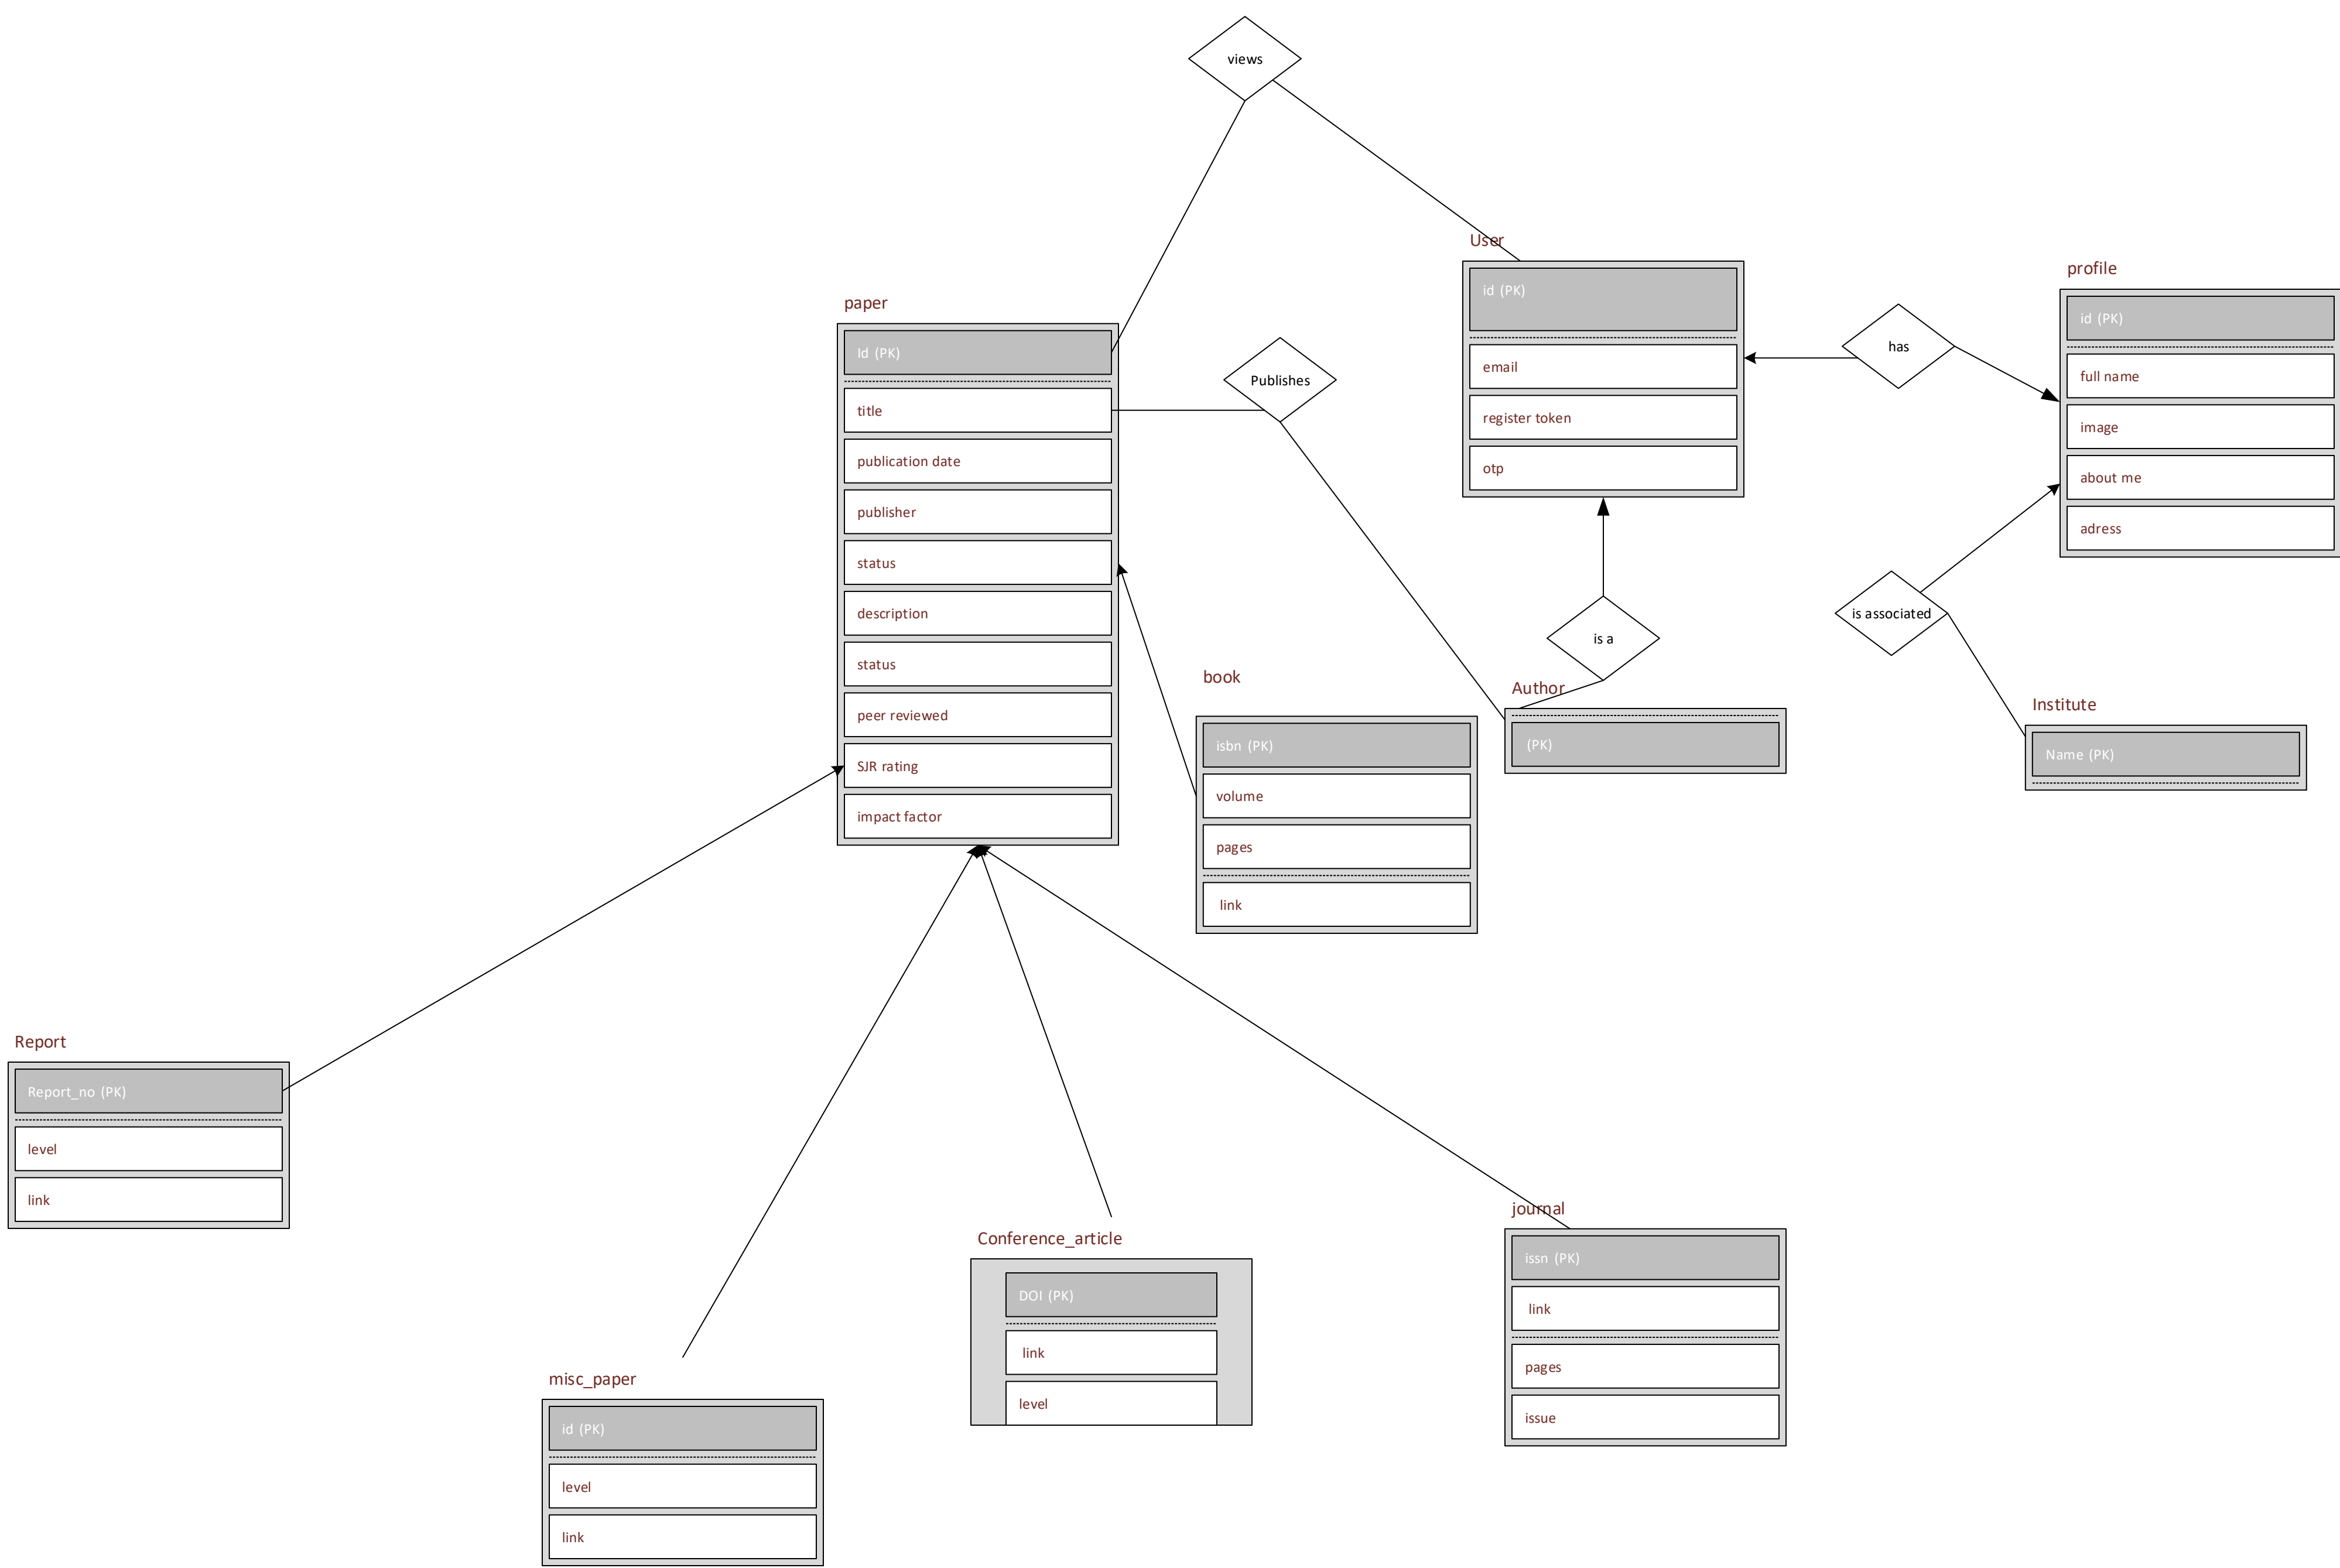 views
User
id (PK)
email
register token
otp
has
profile
id (PK)
full name
image
about me
adress
paper
Id (PK)
title
publication date
publisher
status
description
status
peer reviewed
SJR rating
impact factor
Publishes
is a
is associated
book
isbn (PK)
volume
pages
link
Author
(PK)
Institute
Name (PK)
Report
Report_no (PK)
level
link
misc_paper
id (PK)
level
link
Conference_article
DOI (PK)
link
level
journal
issn (PK)
link
pages
issue